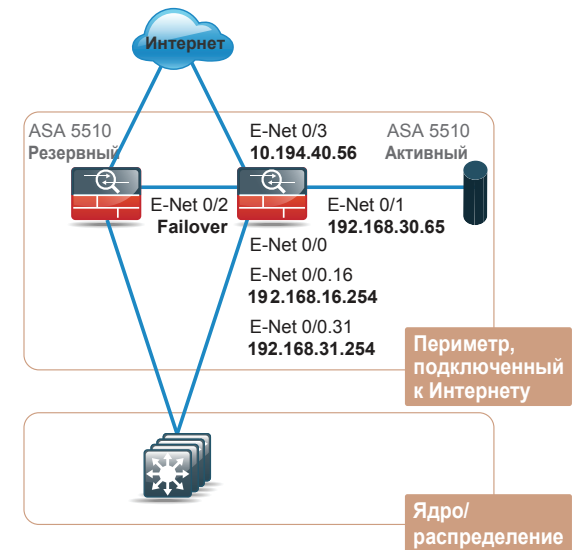 Интернет
ASA 5510
Резервный
E-Net 0/3
10.194.40.56
ASA 5510
Активный
E-Net 0/2
Failover
E-Net 0/1
192.168.30.65
E-Net 0/0
E-Net 0/0.16
192.168.16.254
E-Net 0/0.31
192.168.31.254
Периметр,
подключенный
к Интернету
Ядро/
распределение